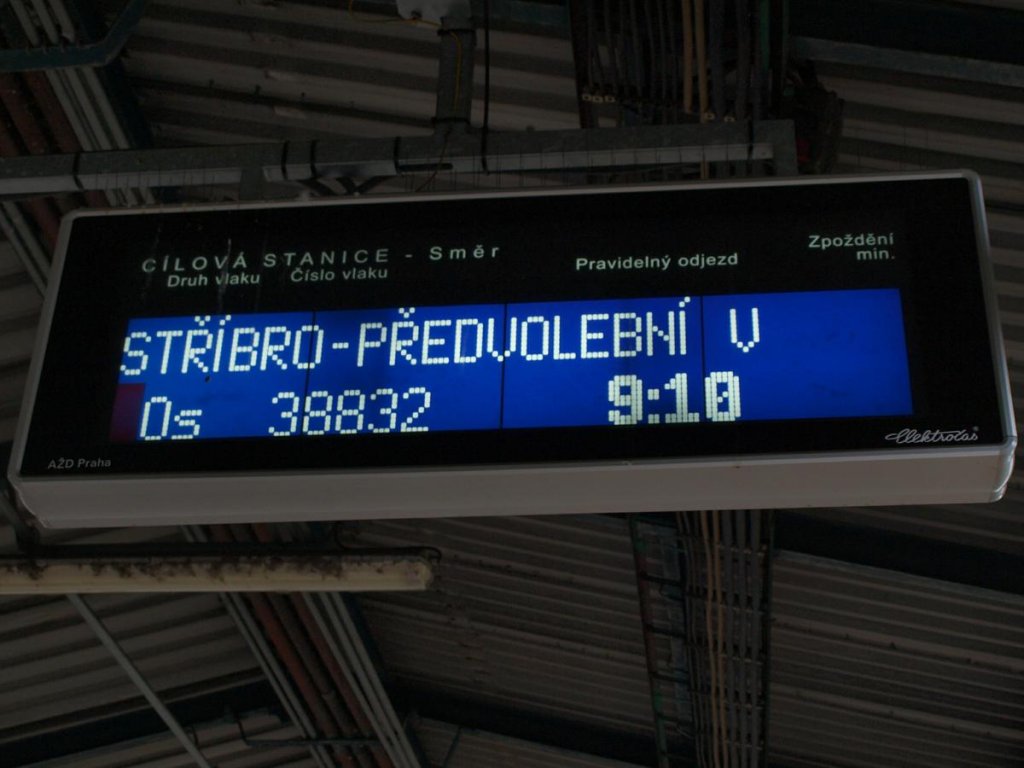 CÍLOVÁ STANICE - Směr
Druh vlaku Číslo vlaku
Pravidelný odjezd
Zpoždění
min.
STŘÍBRO-PŘEDVOLEBNÍ V
Os 38832 9:10
AŽD Praha
Elektročas